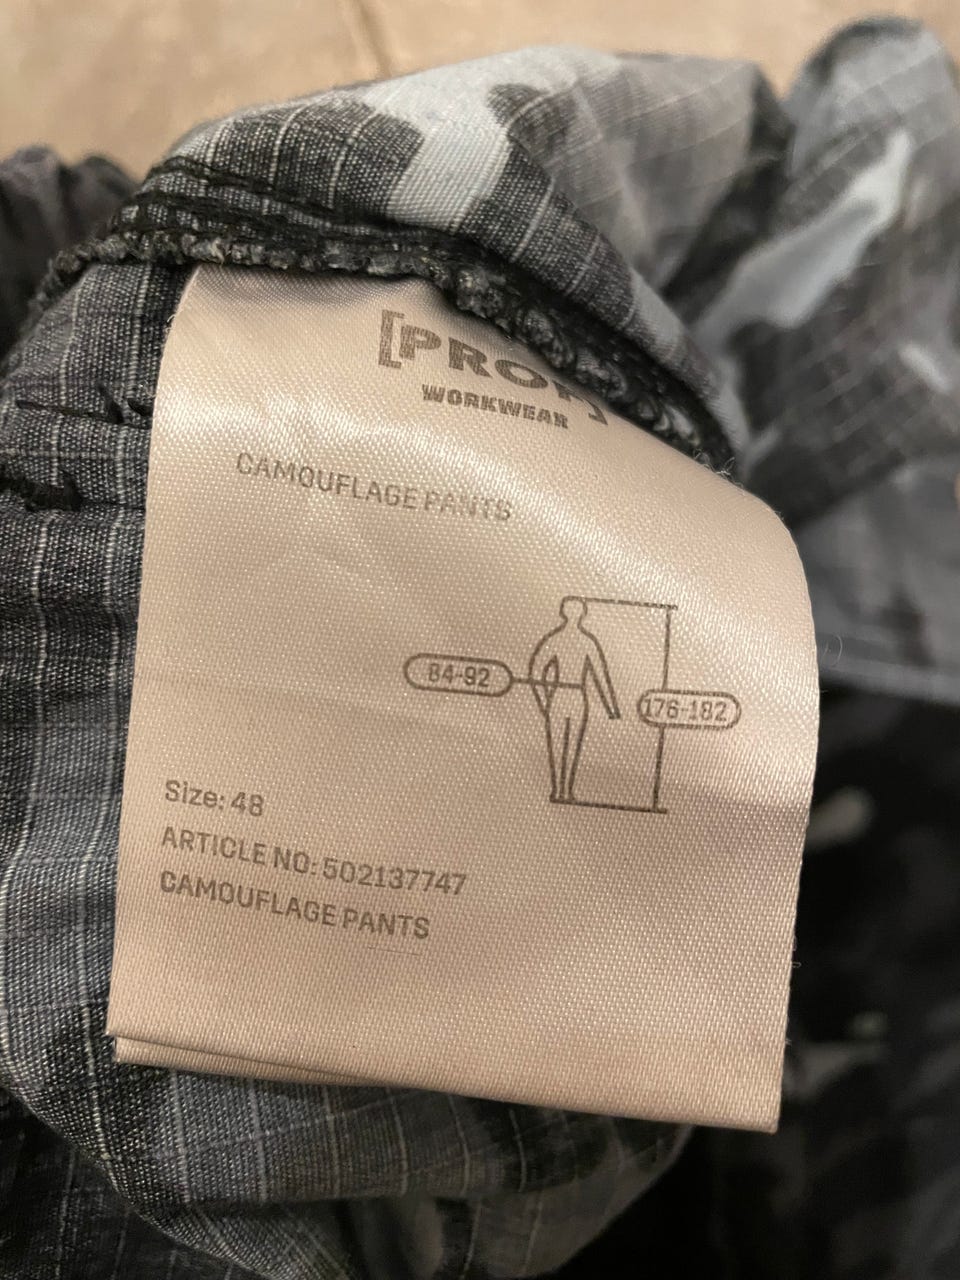 [PROF]
WORKWEAR
CAMOUFLAGE PANTS
84-92
176-182
Size: 48
ARTICLE NO: 502137747
CAMOUFLAGE PANTS